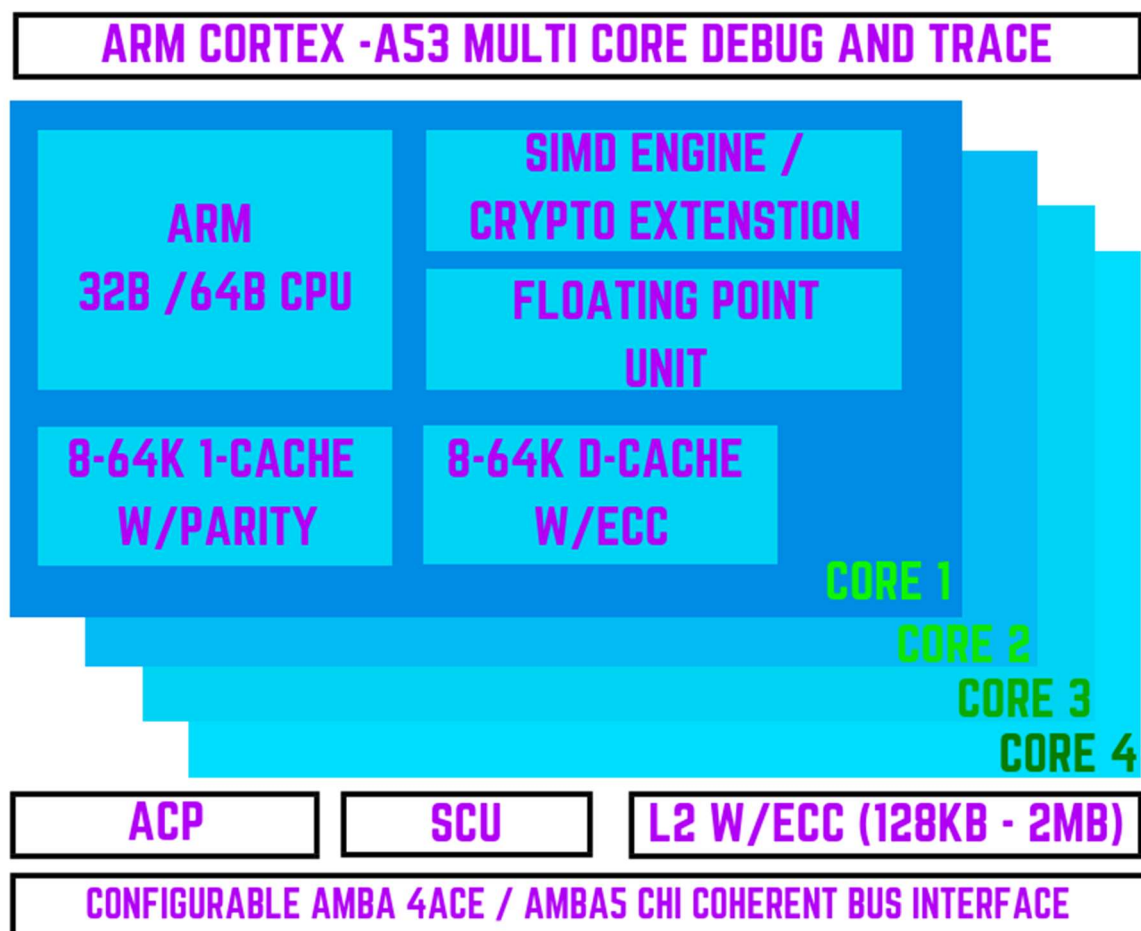 ARM CORTEX -A53 MULTI CORE DEBUG AND TRACE
ARM
32B /64B CPU
SIMD ENGINE /
CRYPTO EXTENSTION
FLOATING POINT
UNIT
8-64K 1-CACHE
W/PARITY
8-64K D-CACHE
W/ECC
CORE 1
CORE 2
CORE 3
CORE 4
ACP
SCU
L2 W/ECC (128KB - 2MB)
CONFIGURABLE AMBA 4ACE / AMBA5 CHI COHERENT BUS INTERFACE